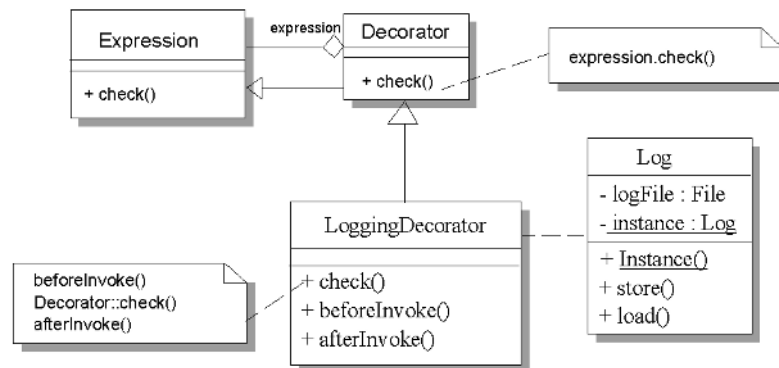 Expression
+ check()
expression
Decorator
+ check()
expression.check()
LoggingDecorator
+ check()
+ beforeInvoke()
+ afterInvoke()
Log
- logFile : File
- instance : Log
+ Instance()
+ store()
+ load()
beforeInvoke()
Decorator::check()
afterInvoke()